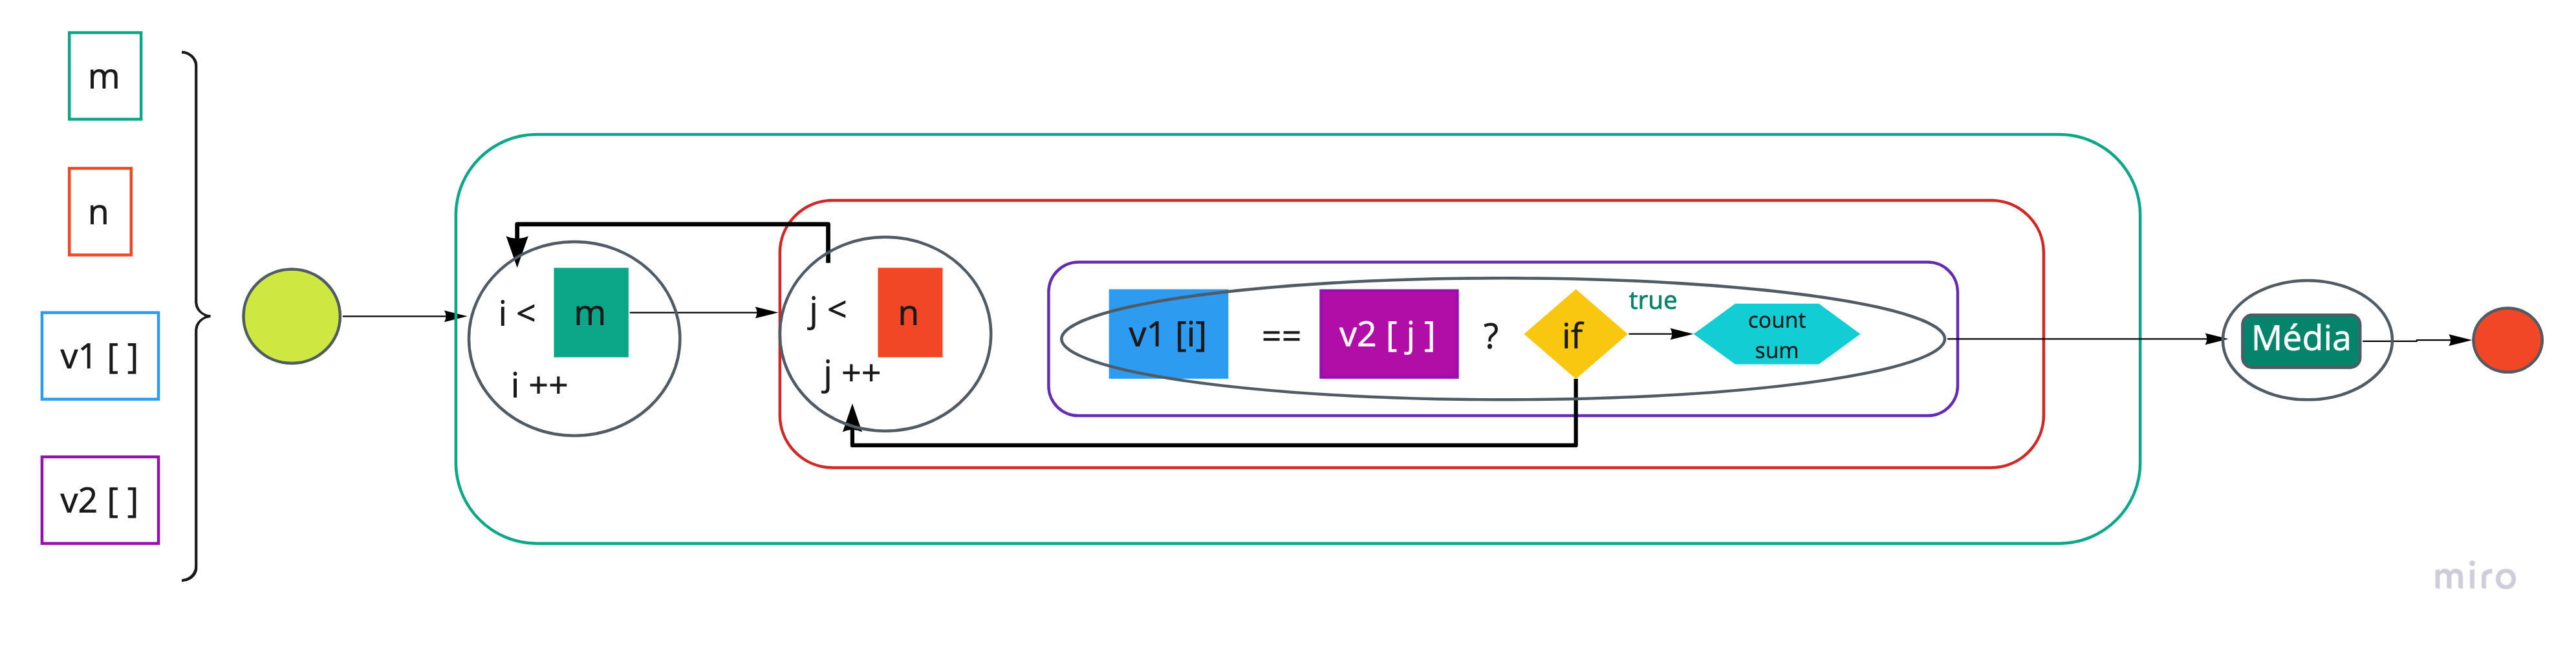 m
n
v1 [ ]
v2 [ ]
i < m
i ++
j < n
j ++
v1 [i] == v2 [ j ] ? if
true
count
sum
Média
miro